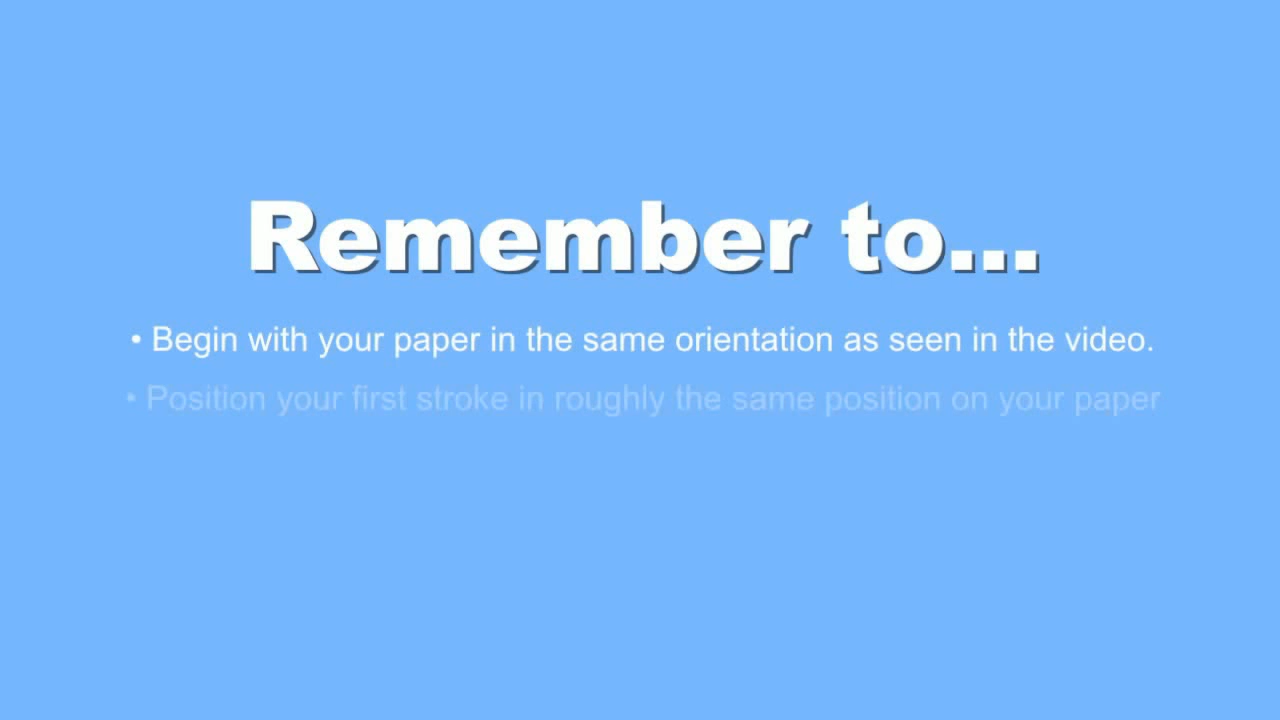 Remember to...
• Begin with your paper in the same orientation as seen in the video.
• Position your first stroke in roughly the same position on your paper